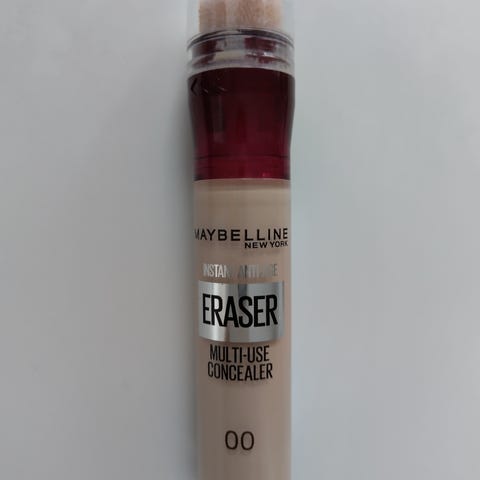 MAYBELLINE
NEW YORK
INSTANT ANTI-AGE
ERASER
MULTI-USE
CONCEALER
00